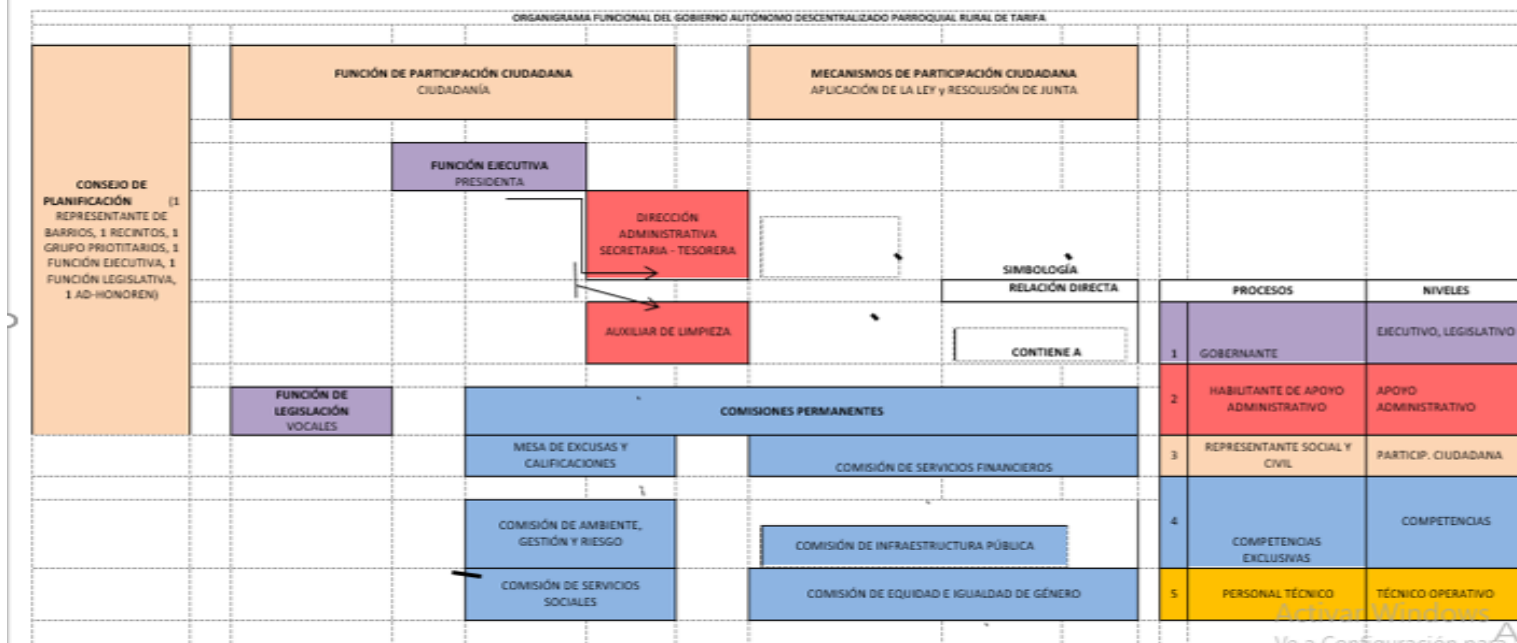 ORGANIGRAMA FUNCIONAL DEL GOBIERNO AUTÓNOMO DESCENTRALIZADO PARROQUIAL RURAL DE TARIFA
CONSEJO DE
PLANIFICACIÓN (1
REPRESENTANTE DE
BARRIOS, 1 RECINTOS, 1
GRUPO PRIOTITARIOS, 1
FUNCIÓN EJECUTIVA, 1
FUNCIÓN LEGISLATIVA,
1 AD-HONOREN)
FUNCIÓN DE PARTICIPACIÓN CIUDADANA
CIUDADANÍA
MECANISMOS DE PARTICIPACIÓN CIUDADANA
APLICACIÓN DE LA LEY y RESOLUSIÓN DE JUNTA
FUNCIÓN EJECUTIVA
PRESIDENTA
DIRECCIÓN
ADMINISTRATIVA
SECRETARIA - TESORERA
AUXILIAR DE LIMPIEZA
SIMBOLOGÍA
RELACIÓN DIRECTA
CONTIENE A
FUNCIÓN DE
LEGISLACIÓN
VOCALES
COMISIONES PERMANENTES
MESA DE EXCUSAS Y
CALIFICACIONES
COMISIÓN DE SERVICIOS FINANCIEROS
COMISIÓN DE AMBIENTE,
GESTIÓN Y RIESGO
COMISIÓN DE INFRAESTRUCTURA PÚBLICA
COMISIÓN DE SERVICIOS
SOCIALES
COMISIÓN DE EQUIDAD E IGUALDAD DE GÉNERO
PROCESOS
NIVELES
1 GOBERNANTE
EJECUTIVO, LEGISLATIVO
2
HABILITANTE DE APOYO
ADMINISTRATIVO
APOYO
ADMINISTRATIVO
3
REPRESENTANTE SOCIAL Y
CIVIL
PARTICIP. CIUDADANA
4
COMPETENCIAS
EXCLUSIVAS
COMPETENCIAS
5 PERSONAL TÉCNICO
TÉCNICO OPERATIVO
Activar Windows